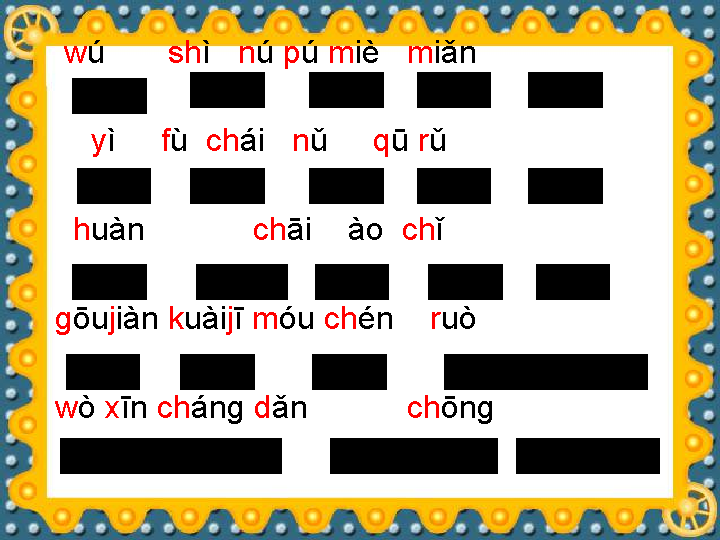 wú shì nú pú miè miǎn
yì fù chái nǔ qū rǔ
huàn chāi ào chǐ
gōujiàn kuàijī móu chén ruò
wò xīn cháng dǎn chōng